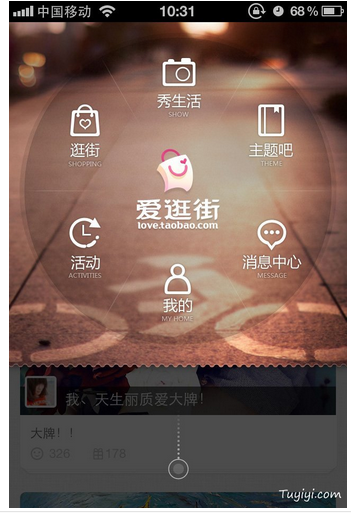 中国移动
10:31
68%
秀生活
SHOW
逛街
SHOPPING
主题吧
THEME
爱逛街
love.taobao.com
活动
ACTIVITIES
消息中心
MESSAGE
我的
MY HOME
我、天生丽质爱大牌！
大牌！！
326
178
Tuyiyi.com